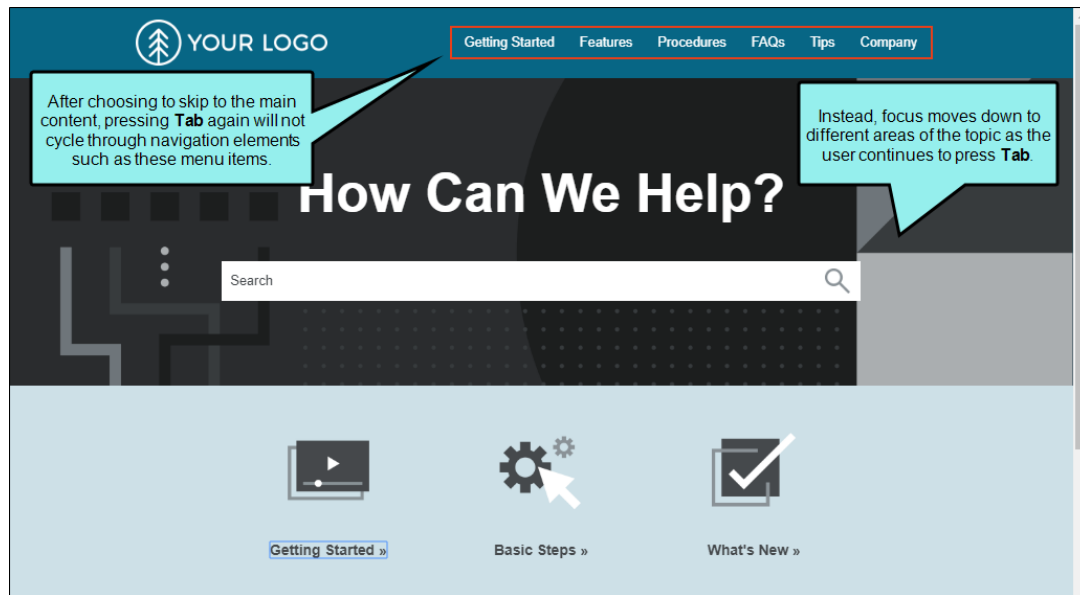 YOUR LOGO
Getting Started Features Procedures FAQs Tips Company
After choosing to skip to the main
content, pressing Tab again will not
cycle through navigation elements
such as these menu items.
Instead, focus moves down to
different areas of the topic as the
user continues to press Tab.
How Can We Help?
Search
Getting Started »
Basic Steps »
What's New »